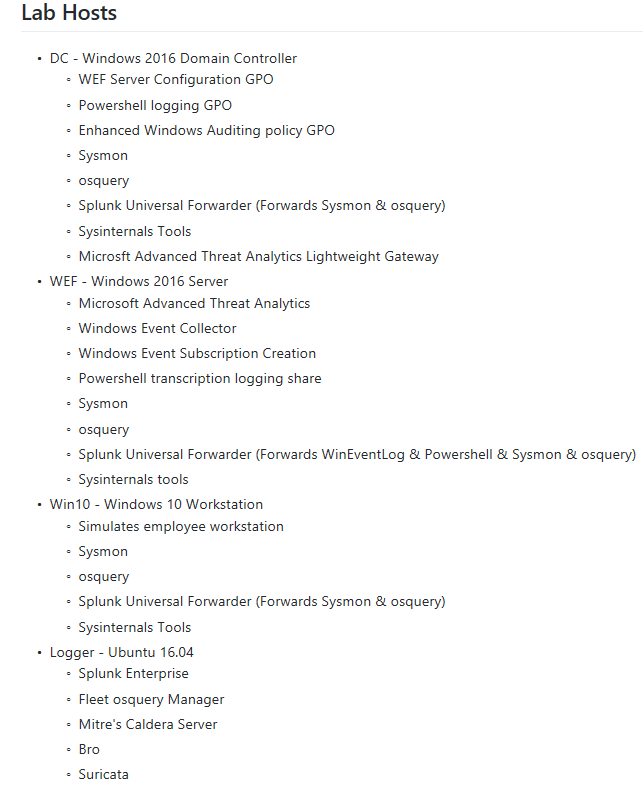 Lab Hosts
• DC - Windows 2016 Domain Controller
◦ WEF Server Configuration GPO
◦ Powershell logging GPO
◦ Enhanced Windows Auditing policy GPO
◦ Sysmon
◦ osquery
◦ Splunk Universal Forwarder (Forwards Sysmon & osquery)
◦ Sysinternals Tools
◦ Microsft Advanced Threat Analytics Lightweight Gateway
• WEF - Windows 2016 Server
◦ Microsoft Advanced Threat Analytics
◦ Windows Event Collector
◦ Windows Event Subscription Creation
◦ Powershell transcription logging share
◦ Sysmon
◦ osquery
◦ Splunk Universal Forwarder (Forwards WinEventLog & Powershell & Sysmon & osquery)
◦ Sysinternals tools
• Win10 - Windows 10 Workstation
◦ Simulates employee workstation
◦ Sysmon
◦ osquery
◦ Splunk Universal Forwarder (Forwards Sysmon & osquery)
◦ Sysinternals Tools
• Logger - Ubuntu 16.04
◦ Splunk Enterprise
◦ Fleet osquery Manager
◦ Mitre's Caldera Server
◦ Bro
◦ Suricata